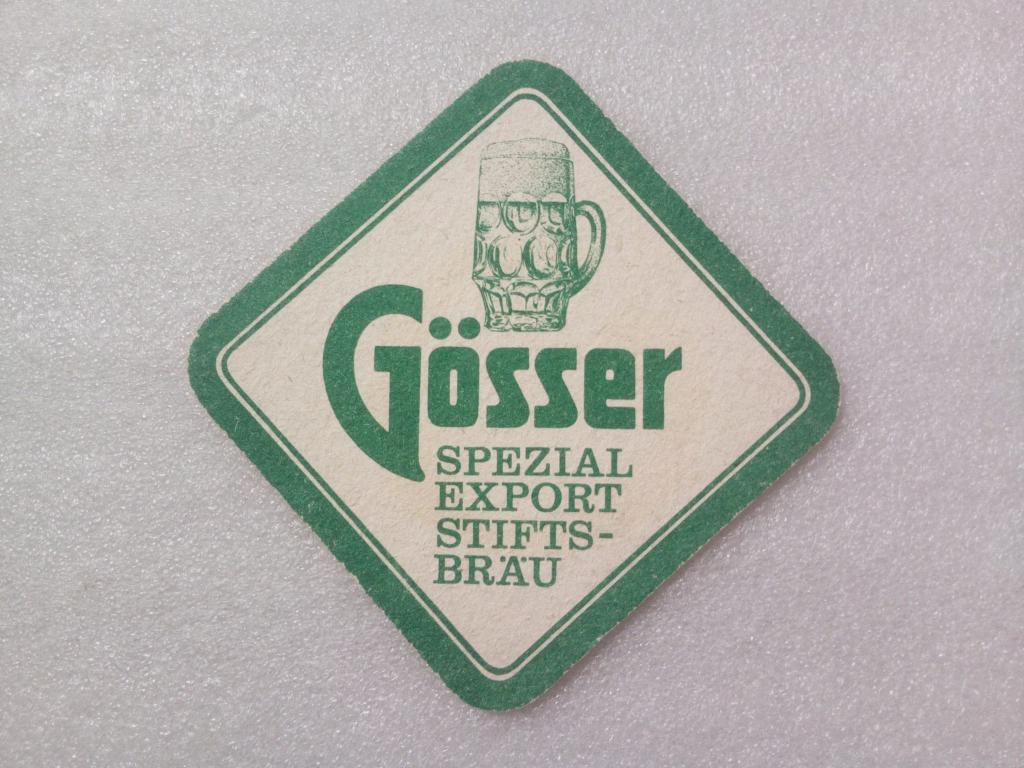 Gösser
SPEZIAL
EXPORT
STIFTS-
BRÄU